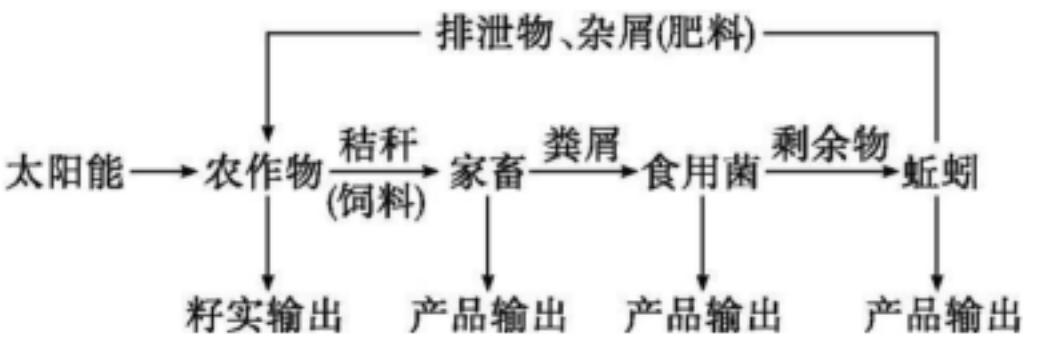 排泄物、杂屑(肥料)
秸秆 粪屑 剩余物
太阳能 农作物 家畜 食用菌 蚯蚓
(饲料)
籽实输出 产品输出 产品输出 产品输出